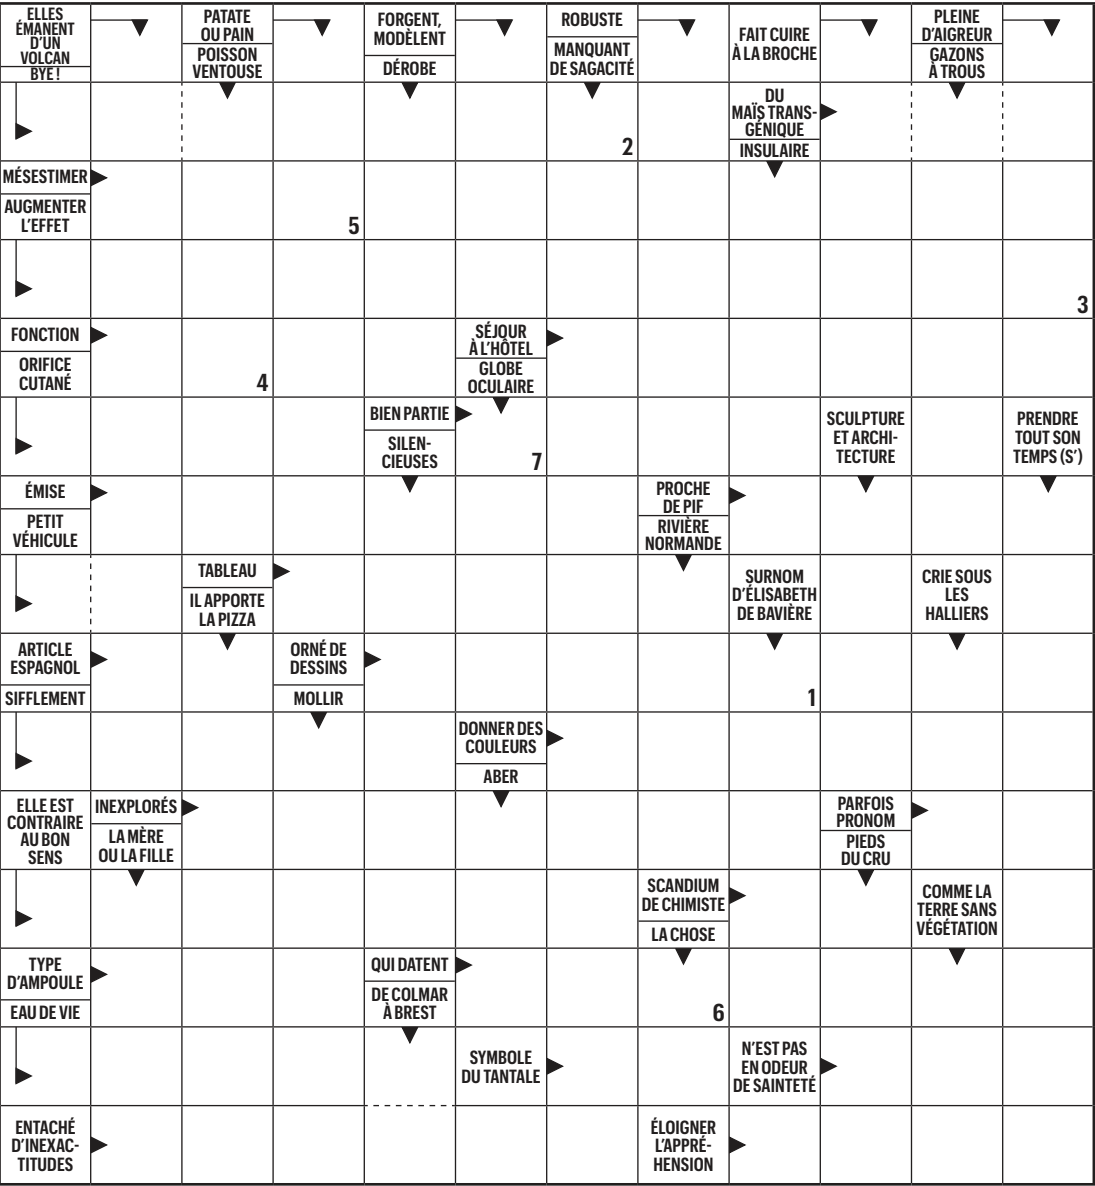 ELLES
ÉMANENT
D'UN
VOLCAN
BYE !
PATATE
OU PAIN
POISSON
VENTOUSE
FORGENT,
MODÈLENT
DÉROBE
ROBUSTE
MANQUANT
DE SAGACITÉ
FAIT CUIRE
À LA BROCHE
PLEINE
D'AIGREUR
GAZONS
À TROUS
2
DU
MAÏS TRANS-
GÉNIQUE
INSULAIRE
MÉSESTIMER
AUGMENTER
L'EFFET
5
3
FONCTION
ORIFICE
CUTANÉ
4
SÉJOUR
À L'HÔTEL
GLOBE
OCULAIRE
BIEN PARTIE
SILEN-
CIEUSES
7
SCULPTURE
ET ARCHI-
TECTURE
PRENDRE
TOUT SON
TEMPS (S')
ÉMISE
PETIT
VÉHICULE
PROCHE
DE PIF
RIVIÈRE
NORMANDE
TABLEAU
IL APPORTE
LA PIZZA
SURNOM
D'ÉLISABETH
DE BAVIÈRE
CRIE SOUS
LES
HALLIERS
ARTICLE
ESPAGNOL
SIFFLEMENT
ORNÉ DE
DESSINS
MOLLIR
1
DONNER DES
COULEURS
ABER
ELLE EST
CONTRAIRE
AU BON
SENS
INEXPLORÉS
LA MÈRE
OU LA FILLE
PARFOIS
PRONOM
PIEDS
DU CRU
SCANDIUM
DE CHIMISTE
LA CHOSE
COMME LA
TERRE SANS
VÉGÉTATION
TYPE
D'AMPOULE
EAU DE VIE
QUI DATENT
DE COLMAR
À BREST
6
SYMBOLE
DU TANTALE
N'EST PAS
EN ODEUR
DE SAINTETÉ
ENTACHÉ
D'INEXAC-
TITUDES
ÉLOIGNER
L'APPRÉ-
HENSION